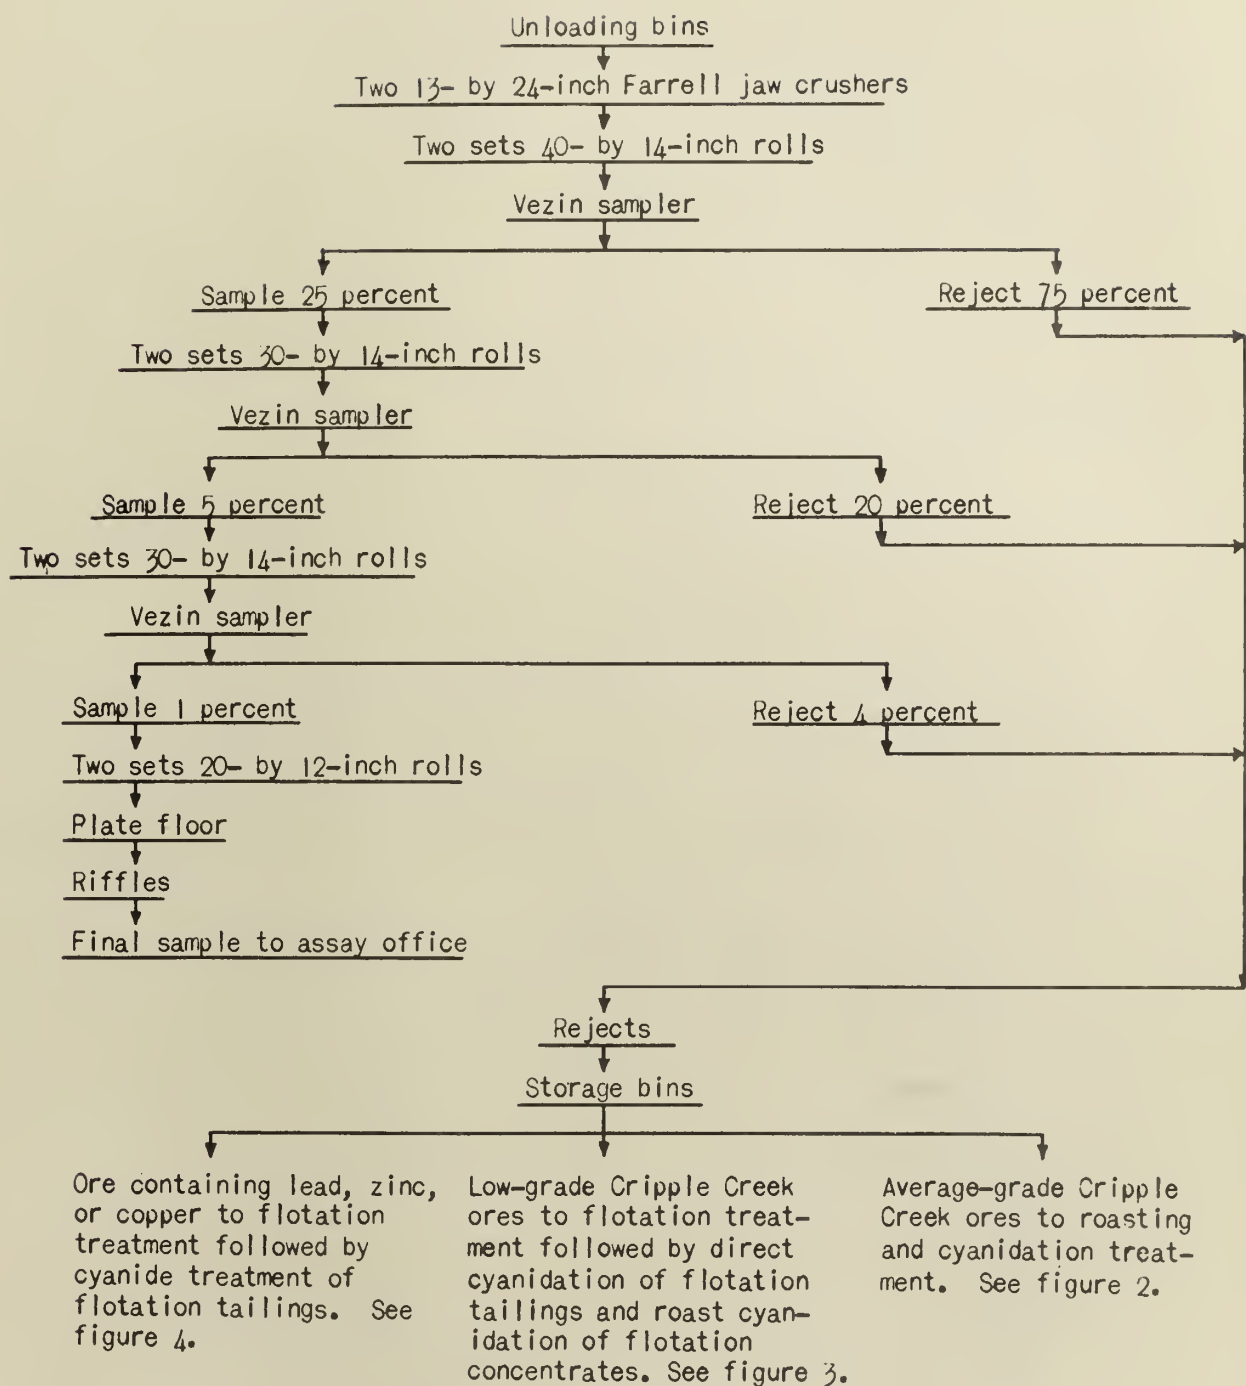 Unloading bins
Two 13- by 24-inch Farrell jaw crushers
Two sets 40- by 14-inch rolls
Vezin sampler
Sample 25 percent
Reject 75 percent
Two sets 30- by 14-inch rolls
Vezin sampler
Sample 5 percent
Reject 20 percent
Two sets 30- by 14-inch rolls
Vezin sampler
Sample 1 percent
Reject 4 percent
Two sets 20- by 12-inch rolls
Plate floor
Riffles
Final sample to assay office
Rejects
Storage bins
Ore containing lead, zinc,
or copper to flotation
treatment followed by
cyanide treatment of
flotation tailings. See
figure 4.
Low-grade Cripple Creek
ores to flotation treat-
ment followed by direct
cyanidation of flotation
tailings and roast cyan-
idation of flotation
concentrates. See figure 3.
Average-grade Cripple
Creek ores to roasting
and cyanidation treat-
ment. See figure 2.